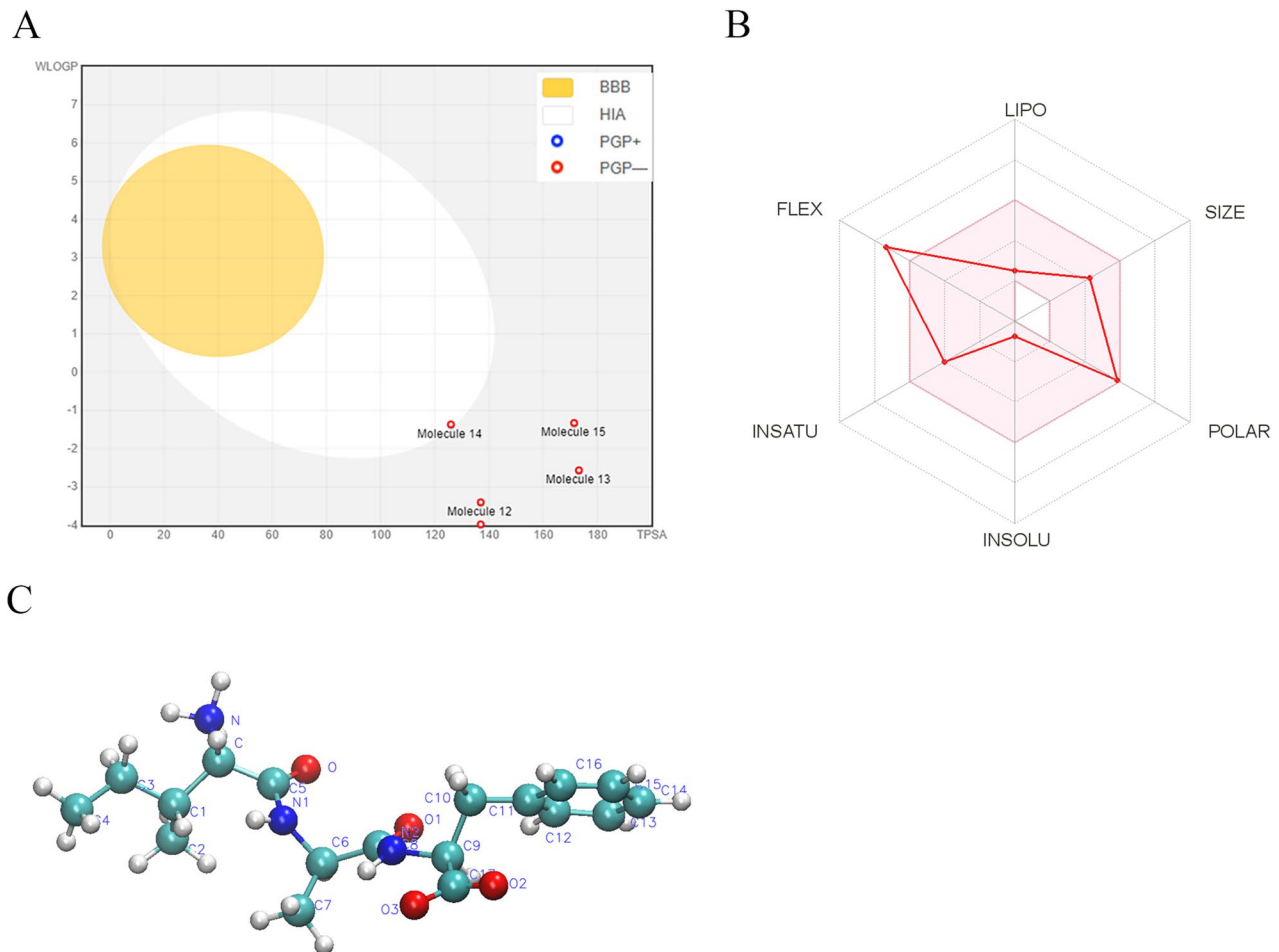 A
B
WLOGP
7
6
5
4
3
2
1
0
-1
-2
-3
-4
BBB
HIA
PGP+
PGP—
Molecule 14
Molecule 15
Molecule 13
Molecule 12
0 20 40 60 80 100 120 140 160 180 TPSA
LIPO
FLEX
SIZE
INSATU
POLAR
INSOLU
C
N
C
O
C3
C5
C4
C1
N1
C2
C6
C7
O1
N2
C8
C10
C11
C16
C15
C14
C13
C12
C9
C17
O2
O3